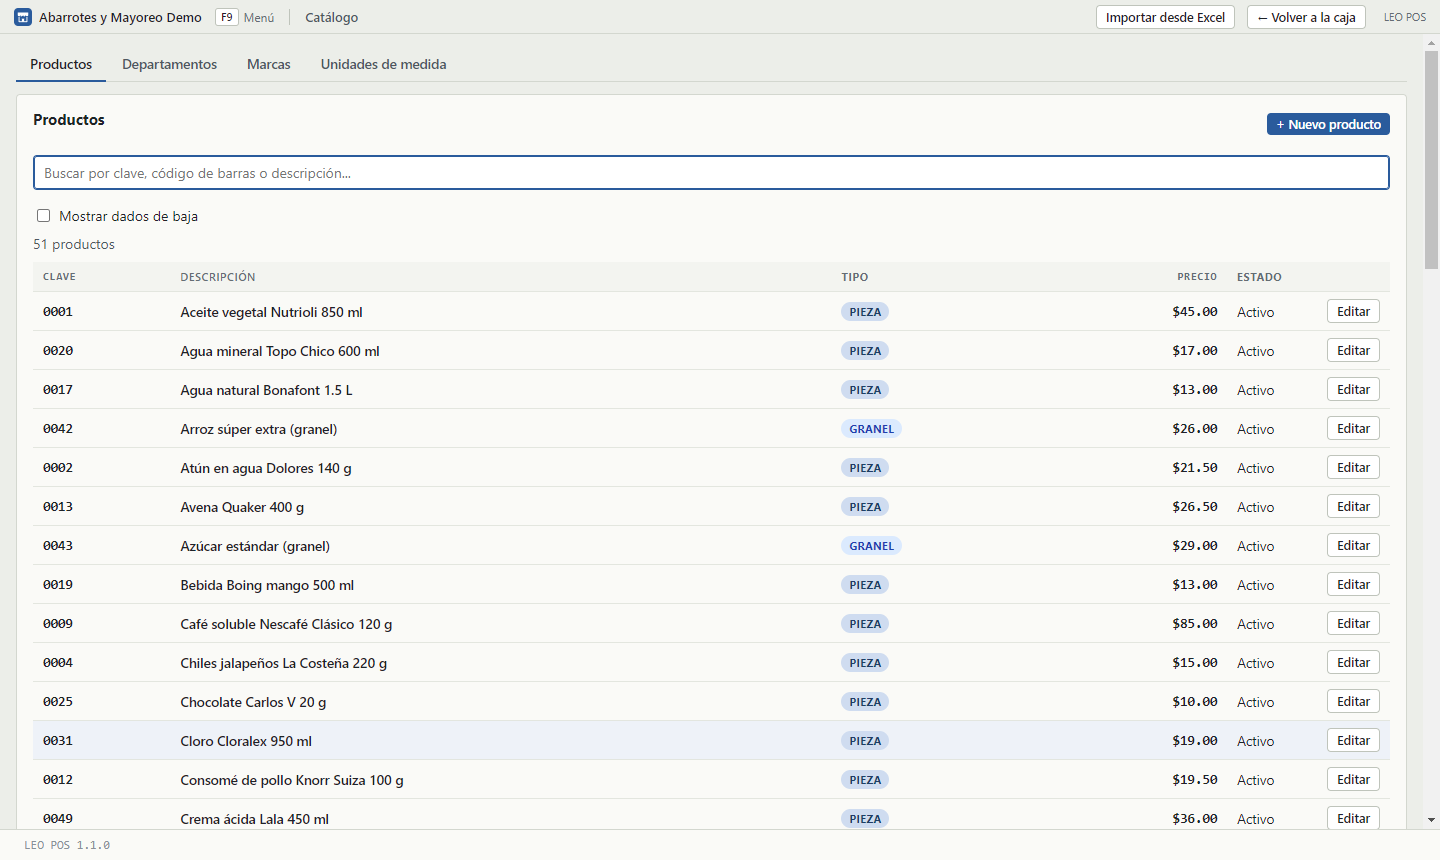 Abarrotes y Mayoreo Demo F9 Menú Catálogo Importar desde Excel ← Volver a la caja LEO POS
Productos Departamentos Marcas Unidades de medida
Productos
+ Nuevo producto
Buscar por clave, código de barras o descripción...
Mostrar dados de baja
51 productos
CLAVE DESCRIPCIÓN TIPO PRECIO ESTADO
0001 Aceite vegetal Nutrioli 850 ml PIEZA $45.00 Activo Editar
0020 Agua mineral Topo Chico 600 ml PIEZA $17.00 Activo Editar
0017 Agua natural Bonafont 1.5 L PIEZA $13.00 Activo Editar
0042 Arroz súper extra (granel) GRANEL $26.00 Activo Editar
0002 Atún en agua Dolores 140 g PIEZA $21.50 Activo Editar
0013 Avena Quaker 400 g PIEZA $26.50 Activo Editar
0043 Azúcar estándar (granel) GRANEL $29.00 Activo Editar
0019 Bebida Boing mango 500 ml PIEZA $13.00 Activo Editar
0009 Café soluble Nescafé Clásico 120 g PIEZA $85.00 Activo Editar
0004 Chiles jalapeños La Costeña 220 g PIEZA $15.00 Activo Editar
0025 Chocolate Carlos V 20 g PIEZA $10.00 Activo Editar
0031 Cloro Cloralex 950 ml PIEZA $19.00 Activo Editar
0012 Consomé de pollo Knorr Suiza 100 g PIEZA $19.50 Activo Editar
0049 Crema ácida Lala 450 ml PIEZA $36.00 Activo Editar
LEO POS 1.1.0